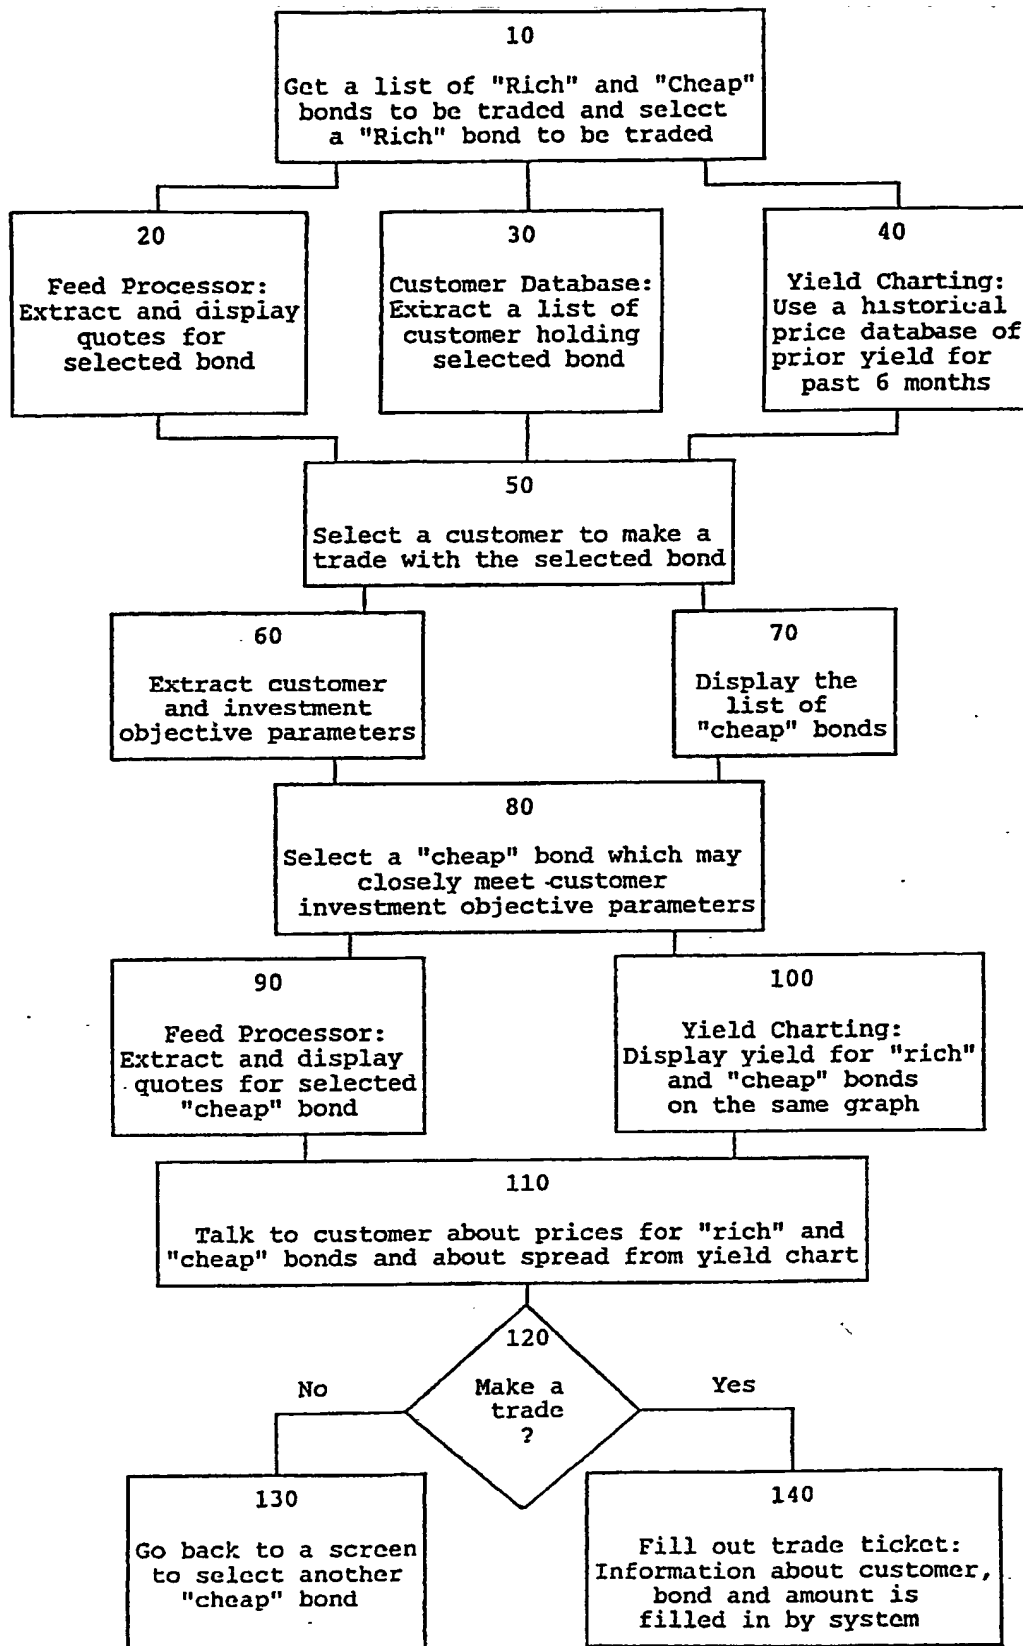 10
Get a list of "Rich" and "Cheap"
bonds to be traded and select
a "Rich" bond to be traded
20
Feed Processor:
Extract and display
quotes for
selected bond
30
Customer Database:
Extract a list of
customer holding
selected bond
40
Yield Charting:
Use a historical
price database of
prior yield for
past 6 months
50
Select a customer to make a
trade with the selected bond
60
Extract customer
and investment
objective parameters
70
Display the
list of
"cheap" bonds
80
Select a "cheap" bond which may
closely meet customer
investment objective parameters
90
Feed Processor:
Extract and display
quotes for selected
"cheap" bond
100
Yield Charting:
Display yield for "rich"
and "cheap" bonds
on the same graph
110
Talk to customer about prices for "rich" and
"cheap" bonds and about spread from yield chart
120
Make a
trade
?
No
Yes
130
Go back to a screen
to select another
"cheap" bond
140
Fill out trade ticket:
Information about customer,
bond and amount is
filled in by system